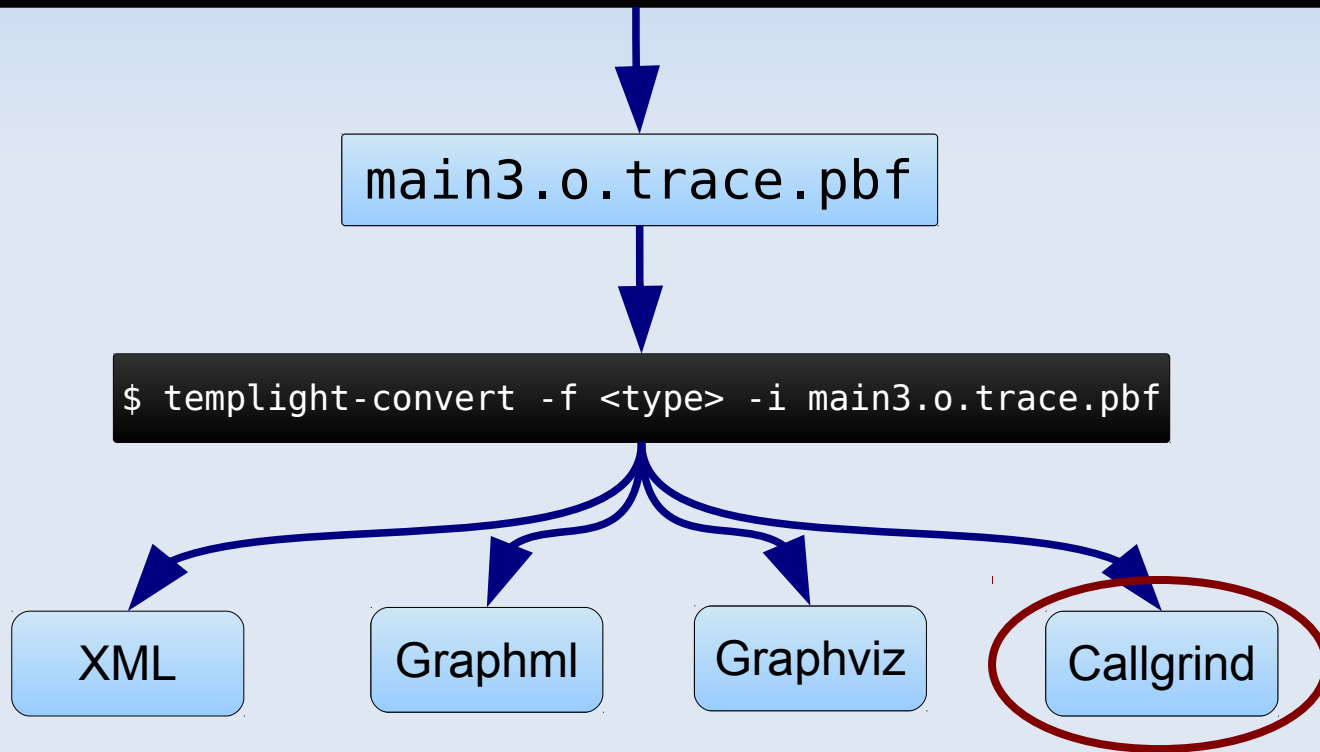 main3.o.trace.pbf
$ templight-convert -f <type> -i main3.o.trace.pbf
XML
Graphml
Graphviz
Callgrind